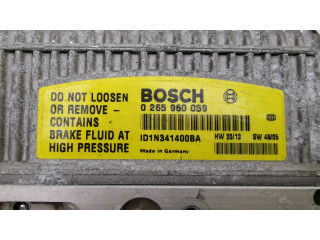 DO NOT LOOSEN
OR REMOVE -
CONTAINS
BRAKE FLUID AT
HIGH PRESSURE
BOSCH
0 265 960 059
ID1N341400BA
HW 20/13 SW 48/05
Made in Germany